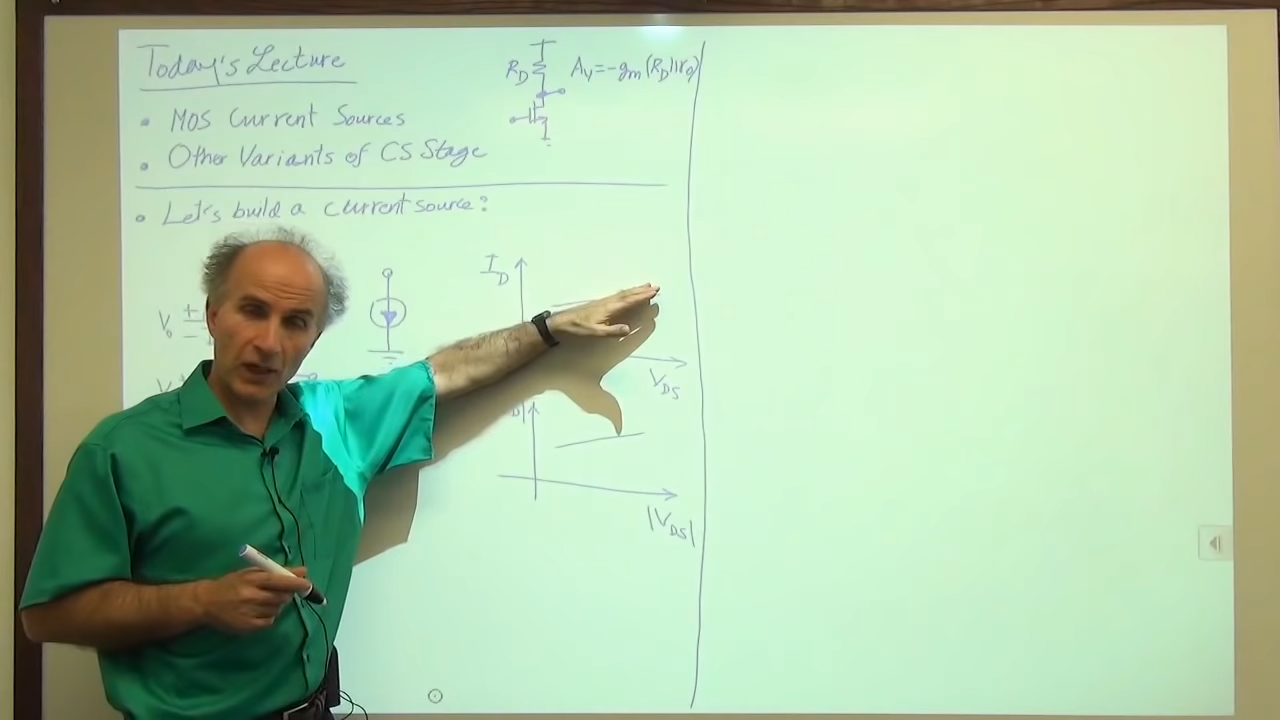 Today's Lecture
R_D
A_v = -g_m (R_D || r_o)
• MOS Current Sources
• Other Variants of CS Stage
• Let's build a current source:
V_0
+
-
I_D
V_DS
|V_DS|